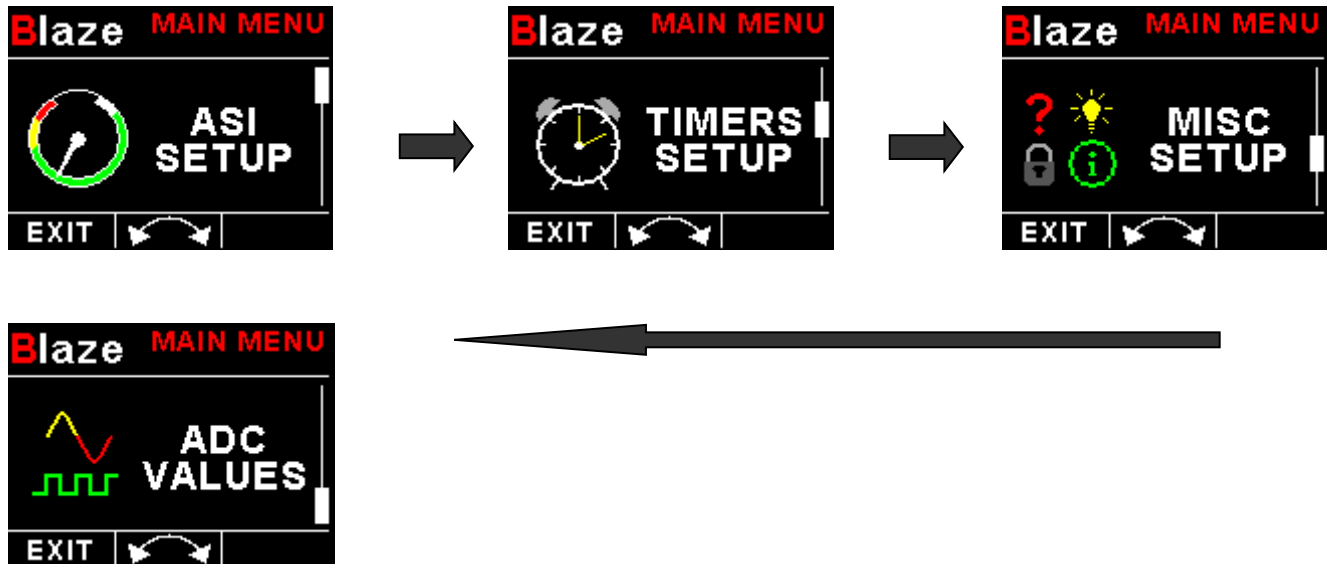 Blaze MAIN MENU
ASI
SETUP
EXIT
Blaze MAIN MENU
TIMERS
SETUP
EXIT
Blaze MAIN MENU
? MISC
i SETUP
EXIT
Blaze MAIN MENU
ADC
VALUES
EXIT